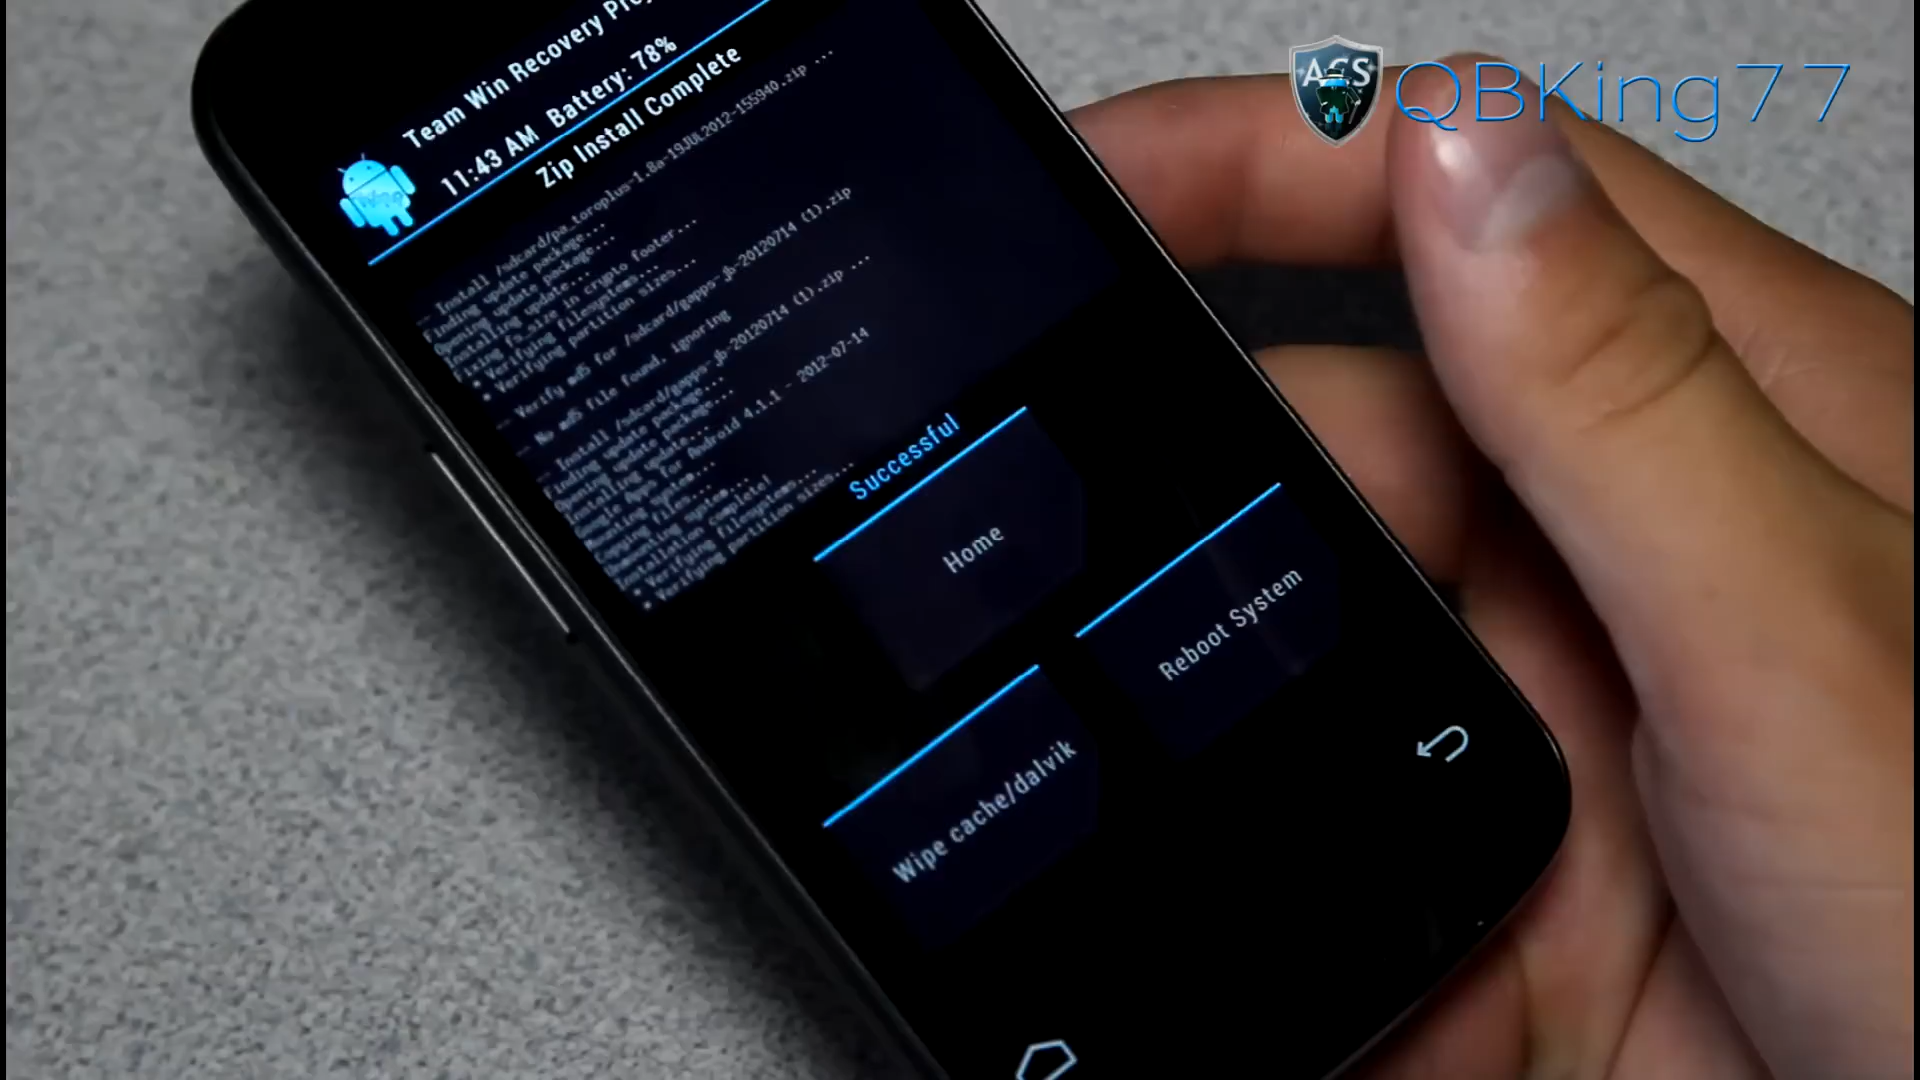 ACS QBKing77
Team Win Recovery
11:43 AM Battery: 78%
Zip Install Complete
-- Install /sdcard/pa_toroplus-1.8a-19JUL2012-155940.zip ...
Finding update package...
Opening update package...
Installing update...
Fixing fs_size in crypto footer...
* Verifying filesystems...
* Verifying partition sizes...
-- Verify md5 for /sdcard/gapps-jb-20120714 (1).zip
-- No md5 file found, ignoring
-- Install /sdcard/gapps-jb-20120714 (1).zip ...
Finding update package...
Opening update package...
Installing update...
Google Apps for Android 4.1.1 - 2012-07-14
Mounting system...
Copying files...
Unmounting system...
Installation complete!
* Verifying filesystems...
* Verifying partition sizes...
Successful
Home
Reboot System
Wipe cache/dalvik